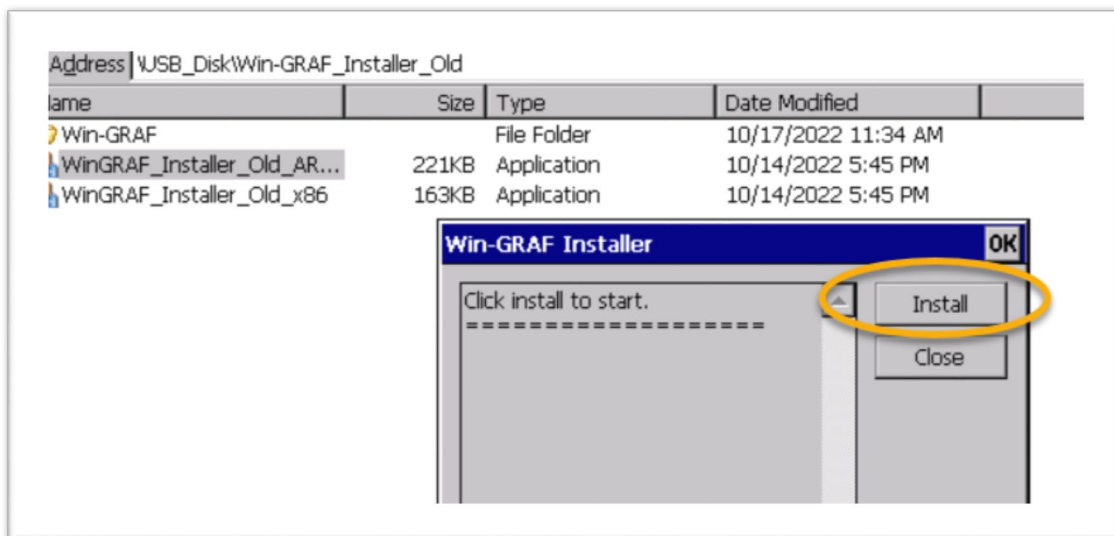 Address \USB_Disk\Win-GRAF_Installer_Old
ame Size Type Date Modified
Win-GRAF File Folder 10/17/2022 11:34 AM
WinGRAF_Installer_Old_AR... 221KB Application 10/14/2022 5:45 PM
WinGRAF_Installer_Old_x86 163KB Application 10/14/2022 5:45 PM
Win-GRAF Installer OK
Click install to start. Install
===================
Close